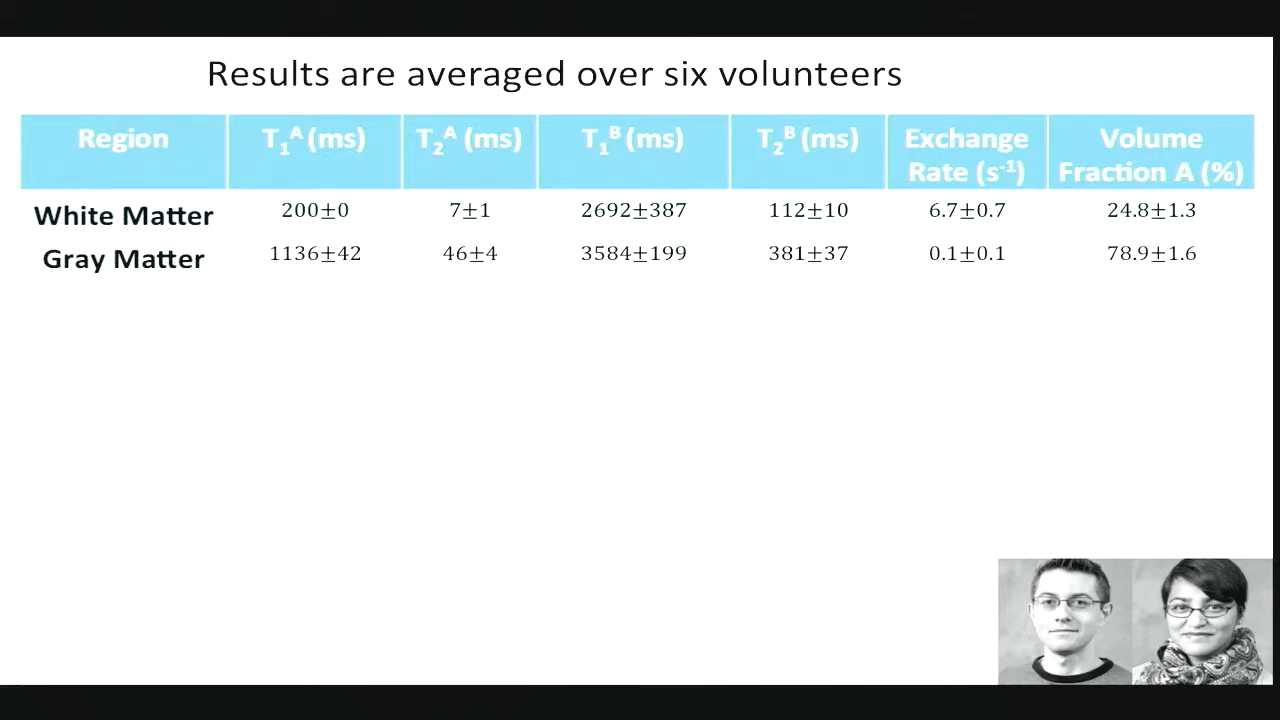 Results are averaged over six volunteers
Region T₁ᴬ (ms) T₂ᴬ (ms) T₁ᴮ (ms) T₂ᴮ (ms) Exchange Rate (s⁻¹) Volume Fraction A (%)
White Matter 200±0 7±1 2692±387 112±10 6.7±0.7 24.8±1.3
Gray Matter 1136±42 46±4 3584±199 381±37 0.1±0.1 78.9±1.6